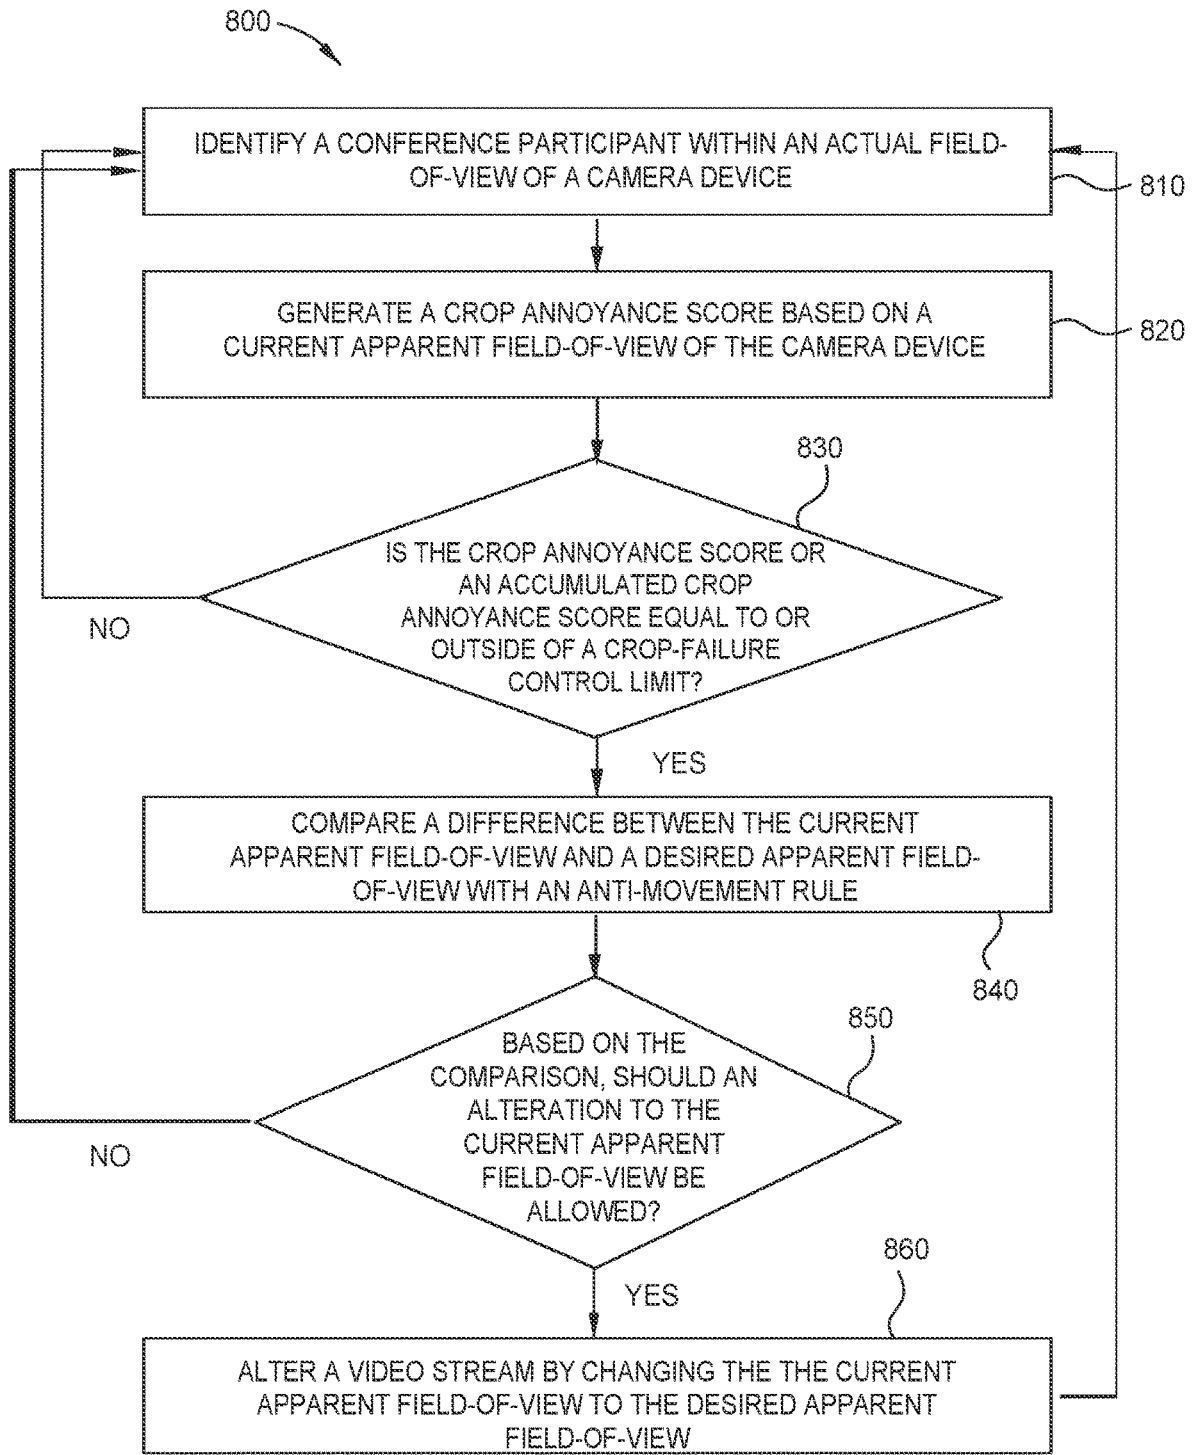 800
IDENTIFY A CONFERENCE PARTICIPANT WITHIN AN ACTUAL FIELD-
OF-VIEW OF A CAMERA DEVICE
810
GENERATE A CROP ANNOYANCE SCORE BASED ON A
CURRENT APPARENT FIELD-OF-VIEW OF THE CAMERA DEVICE
820
830
IS THE CROP ANNOYANCE SCORE OR
AN ACCUMULATED CROP
ANNOYANCE SCORE EQUAL TO OR
OUTSIDE OF A CROP-FAILURE
CONTROL LIMIT?
NO
YES
COMPARE A DIFFERENCE BETWEEN THE CURRENT
APPARENT FIELD-OF-VIEW AND A DESIRED APPARENT FIELD-
OF-VIEW WITH AN ANTI-MOVEMENT RULE
840
850
BASED ON THE
COMPARISON, SHOULD AN
ALTERATION TO THE
CURRENT APPARENT
FIELD-OF-VIEW BE
ALLOWED?
NO
YES
860
ALTER A VIDEO STREAM BY CHANGING THE THE CURRENT
APPARENT FIELD-OF-VIEW TO THE DESIRED APPARENT
FIELD-OF-VIEW